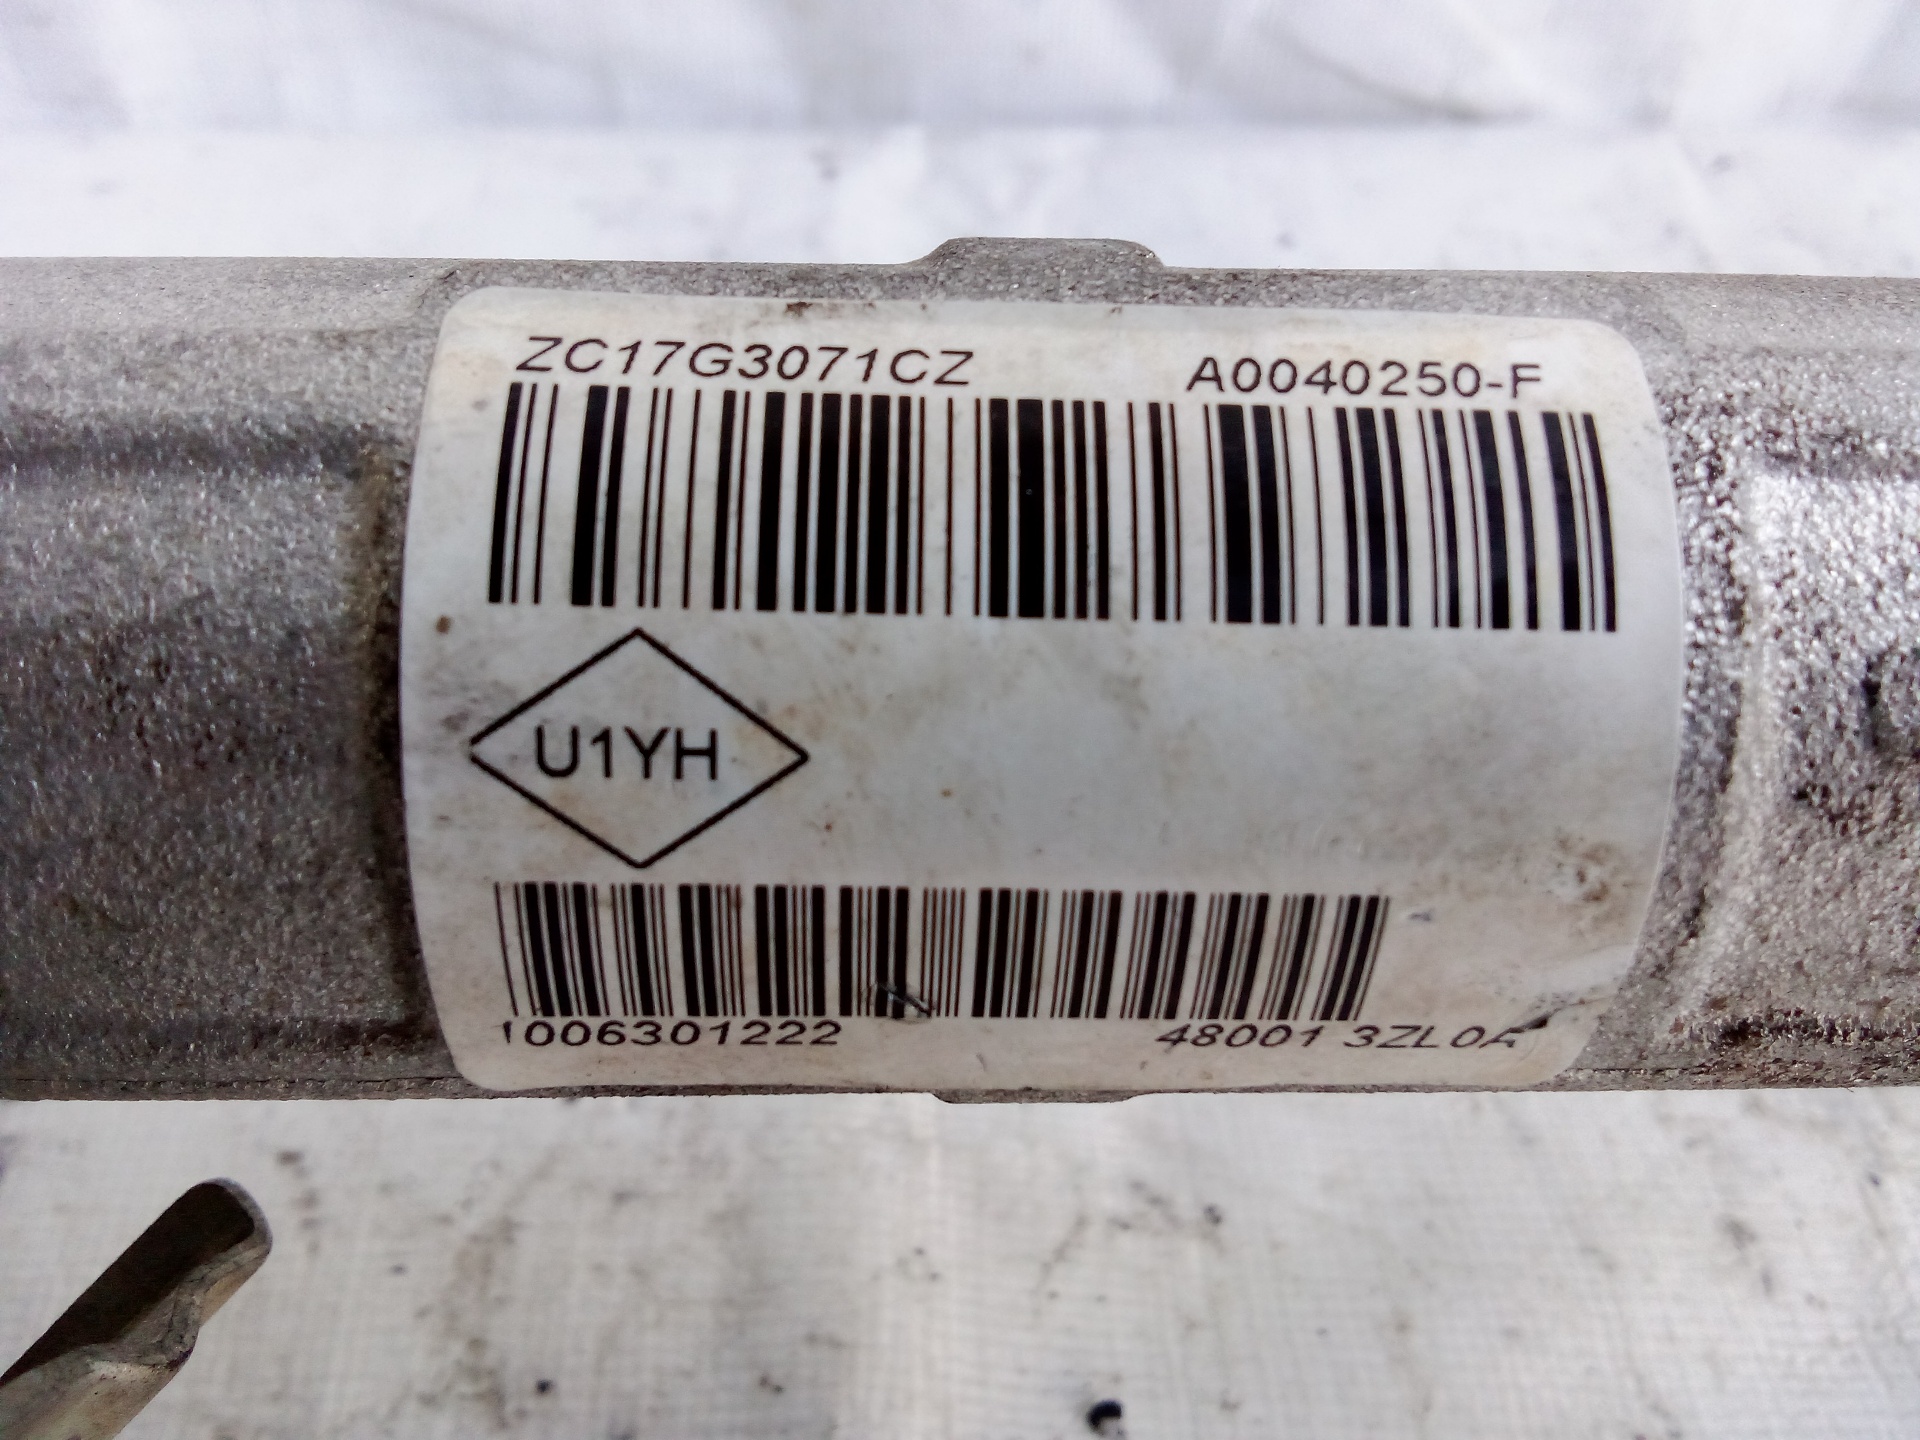 ZC17G3071CZ A0040250-F
U1YH
1006301222 48001 3ZL0A